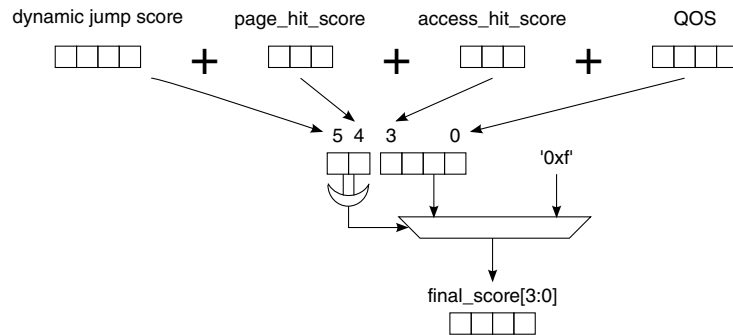 dynamic jump score page_hit_score access_hit_score QOS
+ + +
5 4 3 0
'0xf'
final_score[3:0]